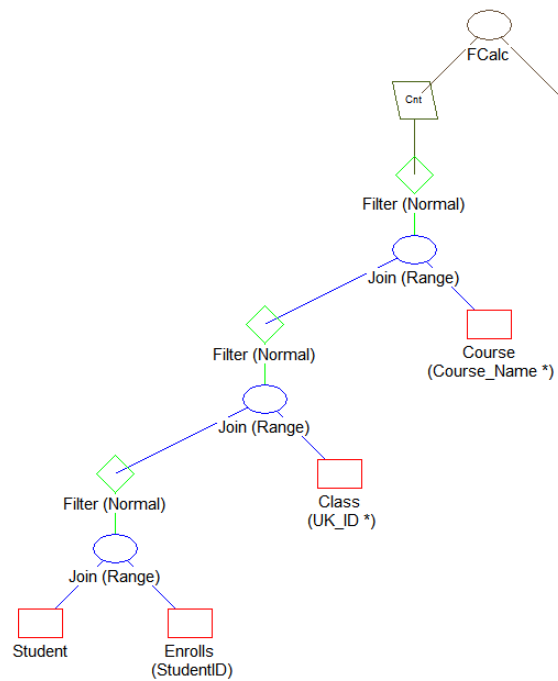 FCalc
Cnt
Filter (Normal)
Join (Range)
Filter (Normal)
Course
(Course_Name *)
Join (Range)
Filter (Normal)
Class
(UK_ID *)
Join (Range)
Student
Enrolls
(StudentID)